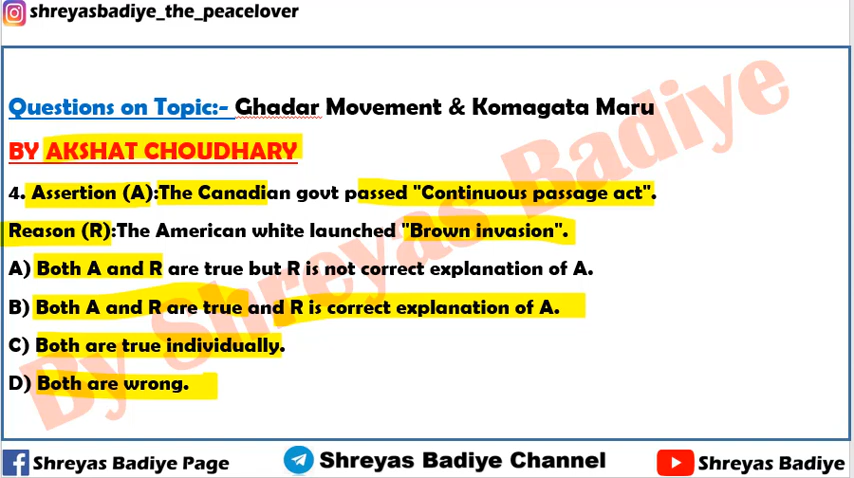 shreyasbadiye_the_peacelover
Questions on Topic:- Ghadar Movement & Komagata Maru
BY AKSHAT CHOUDHARY
4. Assertion (A):The Canadian govt passed "Continuous passage act".
Reason (R):The American white launched "Brown invasion".
A) Both A and R are true but R is not correct explanation of A.
B) Both A and R are true and R is correct explanation of A.
C) Both are true individually.
D) Both are wrong.
By Shreyas Badiye
Shreyas Badiye Page
Shreyas Badiye Channel
Shreyas Badiye